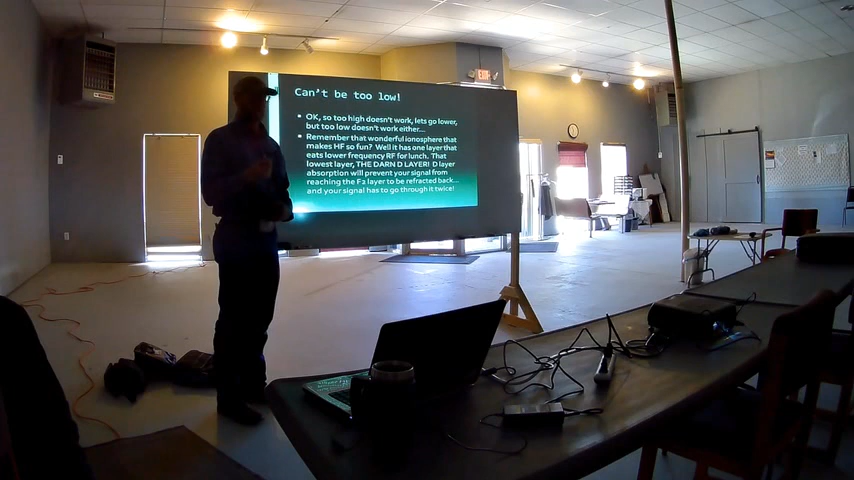 EXIT
Can't be too low!
▪ OK, so too high doesn't work, lets go lower,
but too low doesn't work either...
▪ Remember that wonderful ionosphere that
makes HF so fun? Well it has one layer that
eats lower frequency RF for lunch. That
lowest layer, THE DARN D LAYER! D layer
absorption will prevent your signal from
reaching the F2 layer to be refracted back...
and your signal has to go through it twice!